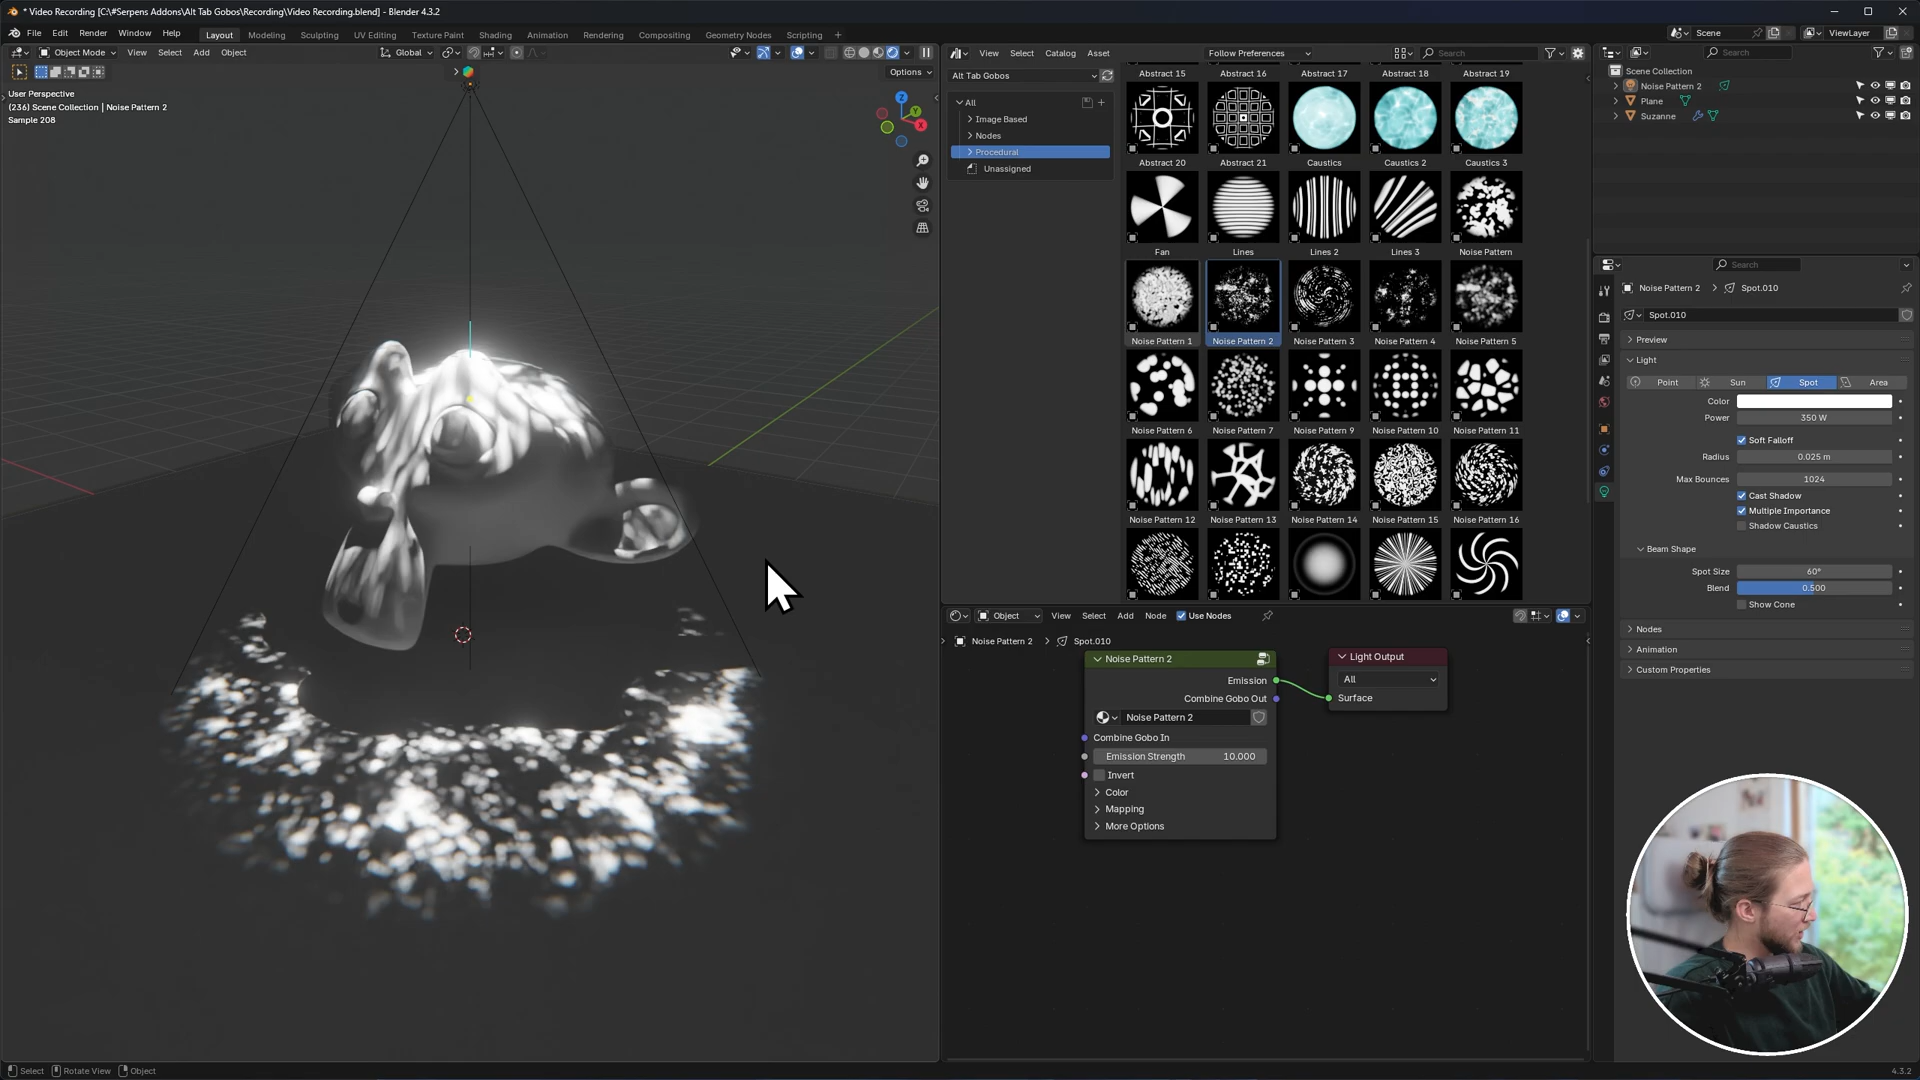 * Video Recording [C:\#Serpens Addons\Alt Tab Gobos\Recording\Video Recording.blend] - Blender 4.3.2
File Edit Render Window Help Layout Modeling Sculpting UV Editing Texture Paint Shading Animation Rendering Compositing Geometry Nodes Scripting + Scene ViewLayer
Object Mode View Select Add Object Global
Options
User Perspective
(236) Scene Collection | Noise Pattern 2
Sample 208
Z
Y
X
View Select Catalog Asset Follow Preferences Search
Alt Tab Gobos
All
Image Based
Nodes
Procedural
Unassigned
Abstract 15 Abstract 16 Abstract 17 Abstract 18 Abstract 19
Abstract 20 Abstract 21 Caustics Caustics 2 Caustics 3
Fan Lines Lines 2 Lines 3 Noise Pattern
Noise Pattern 1 Noise Pattern 2 Noise Pattern 3 Noise Pattern 4 Noise Pattern 5
Noise Pattern 6 Noise Pattern 7 Noise Pattern 9 Noise Pattern 10 Noise Pattern 11
Noise Pattern 12 Noise Pattern 13 Noise Pattern 14 Noise Pattern 15 Noise Pattern 16
Object View Select Add Node Use Nodes
Noise Pattern 2 > Spot.010
Noise Pattern 2
Emission
Combine Gobo Out
Noise Pattern 2
Combine Gobo In
Emission Strength 10.000
Invert
Color
Mapping
More Options
Light Output
All
Surface
Search
Scene Collection
Noise Pattern 2
Plane
Suzanne
Search
Noise Pattern 2 > Spot.010
Spot.010
Preview
Light
Point Sun Spot Area
Color
Power 350 W
Soft Falloff
Radius 0.025 m
Max Bounces 1024
Cast Shadow
Multiple Importance
Shadow Caustics
Beam Shape
Spot Size 60°
Blend 0.500
Show Cone
Nodes
Animation
Custom Properties
Select Rotate View Object
4.3.2